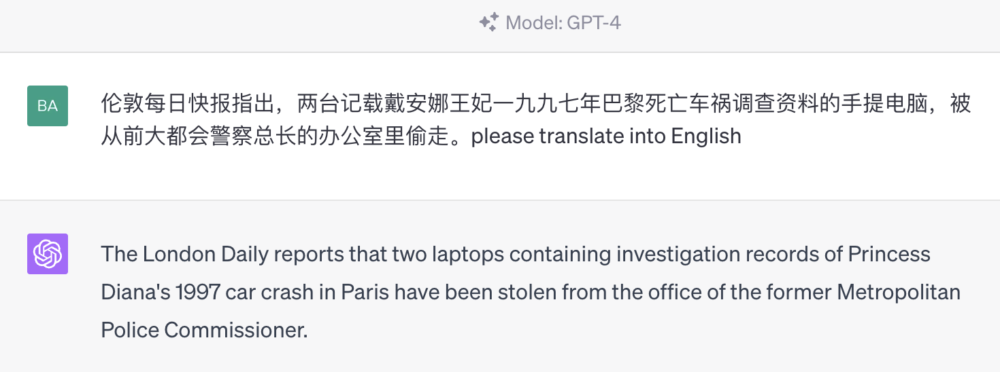 Model: GPT-4
BA
伦敦每日快报指出，两台记载戴安娜王妃一九九七年巴黎死亡车祸调查资料的手提电脑，被
从前大都会警察总长的办公室里偷走。please translate into English
The London Daily reports that two laptops containing investigation records of Princess
Diana's 1997 car crash in Paris have been stolen from the office of the former Metropolitan
Police Commissioner.